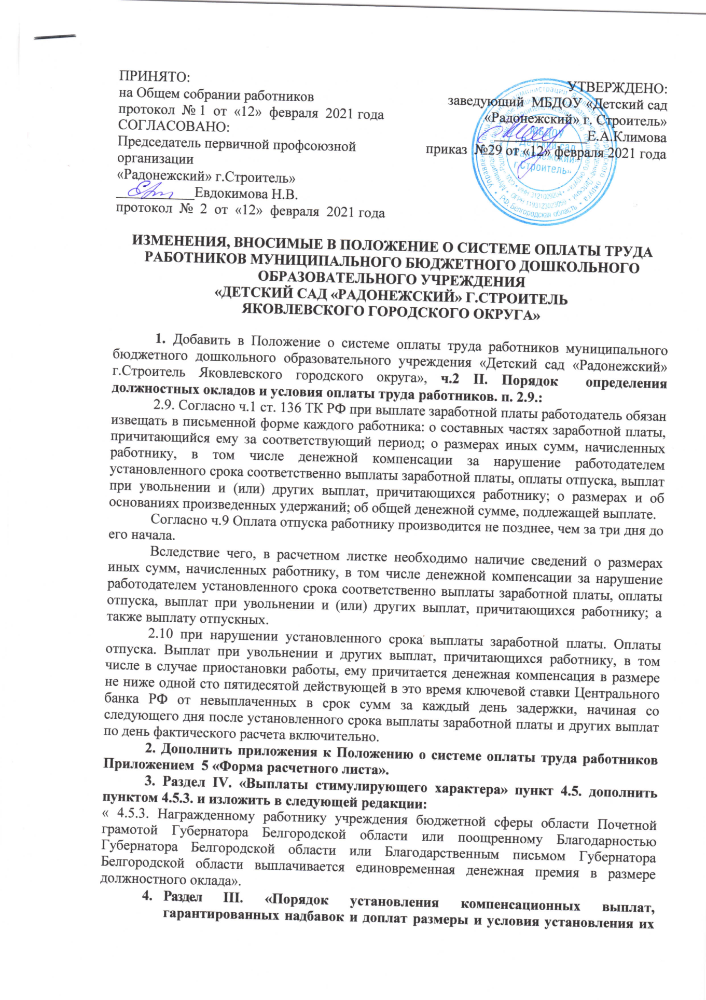 ПРИНЯТО:
на Общем собрании работников
протокол № 1 от «12» февраля 2021 года
СОГЛАСОВАНО:
Председатель первичной профсоюзной
организации
«Радонежский» г.Строитель»
___________Евдокимова Н.В.
протокол № 2 от «12» февраля 2021 года
УТВЕРЖДЕНО:
заведующий МБДОУ «Детский сад
«Радонежский» г. Строитель»
_____________Е.А.Климова
приказ №29 от «12» февраля 2021 года
МБДОУ
«Детский сад
«Радонежский»
г.Строитель»
ИНН 3121009204
ОГРН 1193123023059
РФ, Белгородская область
ИЗМЕНЕНИЯ, ВНОСИМЫЕ В ПОЛОЖЕНИЕ О СИСТЕМЕ ОПЛАТЫ ТРУДА
РАБОТНИКОВ МУНИЦИПАЛЬНОГО БЮДЖЕТНОГО ДОШКОЛЬНОГО
ОБРАЗОВАТЕЛЬНОГО УЧРЕЖДЕНИЯ
«ДЕТСКИЙ САД «РАДОНЕЖСКИЙ» Г.СТРОИТЕЛЬ
ЯКОВЛЕВСКОГО ГОРОДСКОГО ОКРУГА»
1. Добавить в Положение о системе оплаты труда работников муниципального
бюджетного дошкольного образовательного учреждения «Детский сад «Радонежский»
г.Строитель Яковлевского городского округа», ч.2 II. Порядок определения
должностных окладов и условия оплаты труда работников. п. 2.9.:
2.9. Согласно ч.1 ст. 136 ТК РФ при выплате заработной платы работодатель обязан
извещать в письменной форме каждого работника: о составных частях заработной платы,
причитающийся ему за соответствующий период; о размерах иных сумм, начисленных
работнику, в том числе денежной компенсации за нарушение работодателем
установленного срока соответственно выплаты заработной платы, оплаты отпуска, выплат
при увольнении и (или) других выплат, причитающихся работнику; о размерах и об
основаниях произведенных удержаний; об общей денежной сумме, подлежащей выплате.
Согласно ч.9 Оплата отпуска работнику производится не позднее, чем за три дня до
его начала.
Вследствие чего, в расчетном листке необходимо наличие сведений о размерах
иных сумм, начисленных работнику, в том числе денежной компенсации за нарушение
работодателем установленного срока соответственно выплаты заработной платы, оплаты
отпуска, выплат при увольнении и (или) других выплат, причитающихся работнику; а
также выплату отпускных.
2.10 при нарушении установленного срока выплаты заработной платы. Оплаты
отпуска. Выплат при увольнении и других выплат, причитающихся работнику, в том
числе в случае приостановки работы, ему причитается денежная компенсация в размере
не ниже одной сто пятидесятой действующей в это время ключевой ставки Центрального
банка РФ от невыплаченных в срок сумм за каждый день задержки, начиная со
следующего дня после установленного срока выплаты заработной платы и других выплат
по день фактического расчета включительно.
2. Дополнить приложения к Положению о системе оплаты труда работников
Приложением 5 «Форма расчетного листа».
3. Раздел IV. «Выплаты стимулирующего характера» пункт 4.5. дополнить
пунктом 4.5.3. и изложить в следующей редакции:
« 4.5.3. Награжденному работнику учреждения бюджетной сферы области Почетной
грамотой Губернатора Белгородской области или поощренному Благодарностью
Губернатора Белгородской области или Благодарственным письмом Губернатора
Белгородской области выплачивается единовременная денежная премия в размере
должностного оклада».
4. Раздел III. «Порядок установления компенсационных выплат,
гарантированных надбавок и доплат размеры и условия установления их